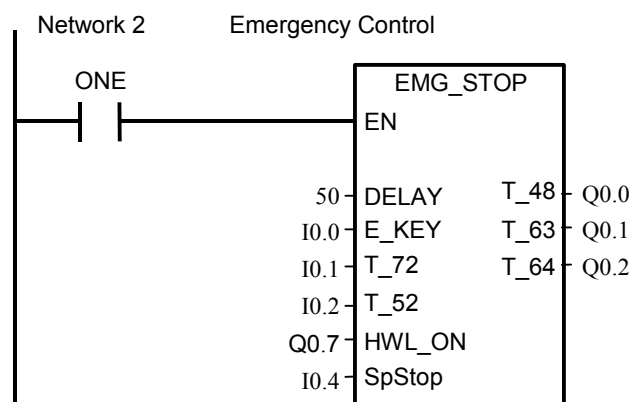 Network 2 Emergency Control
ONE
EMG_STOP
EN
50 DELAY T_48 Q0.0
I0.0 E_KEY T_63 Q0.1
I0.1 T_72 T_64 Q0.2
I0.2 T_52
Q0.7 HWL_ON
I0.4 SpStop